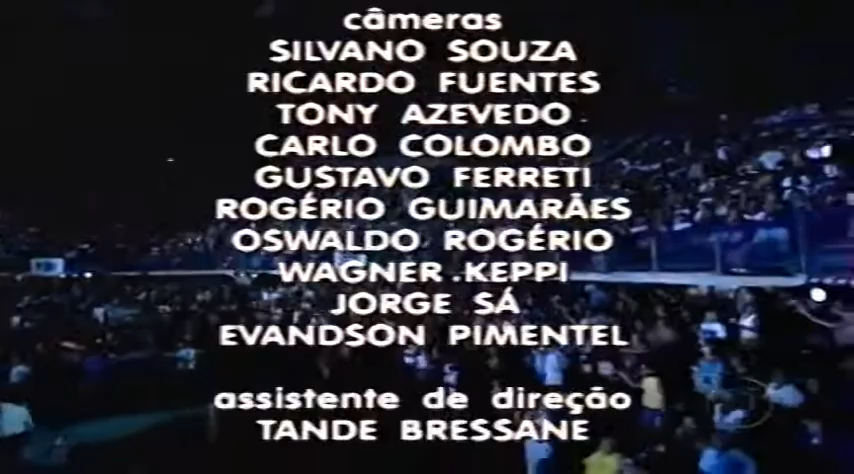 câmeras
SILVANO SOUZA
RICARDO FUENTES
TONY AZEVEDO
CARLO COLOMBO
GUSTAVO FERRETI
ROGÉRIO GUIMARÃES
OSWALDO ROGÉRIO
WAGNER KEPPI
JORGE SÁ
EVANDSON PIMENTEL
assistente de direção
TANDE BRESSANE